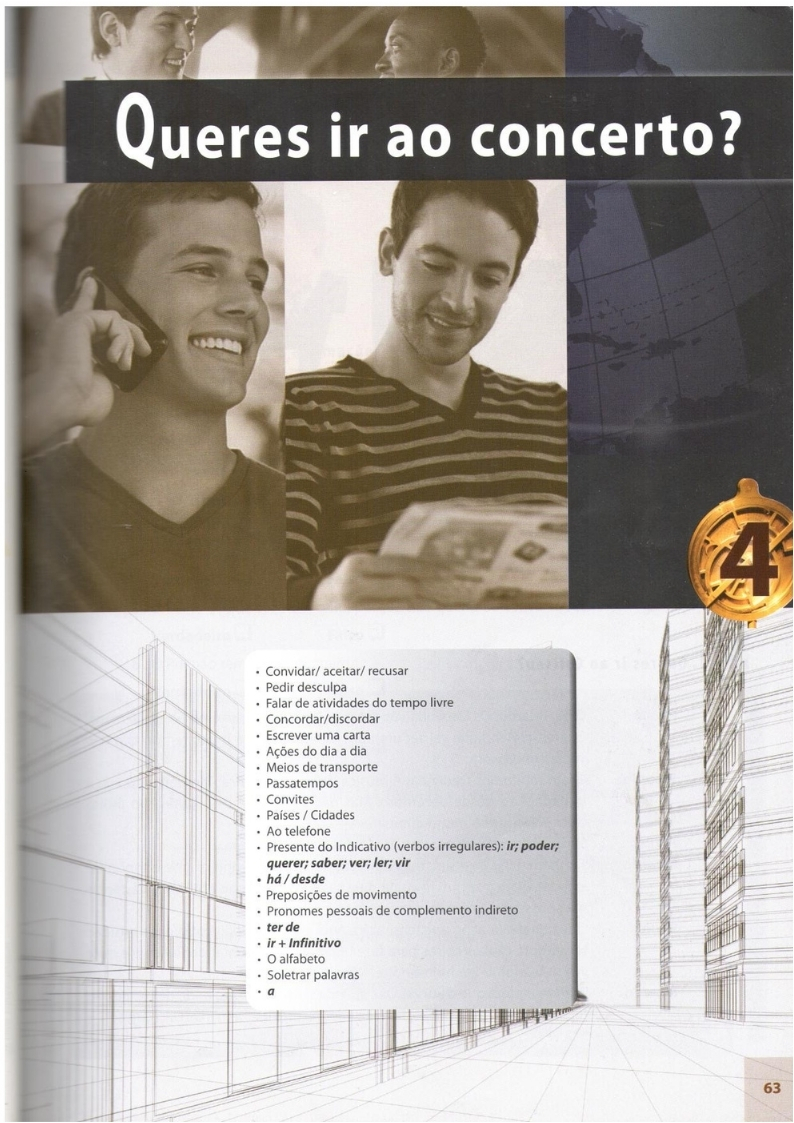 Queres ir ao concerto?
4
• Convidar/ aceitar/ recusar
• Pedir desculpa
• Falar de atividades do tempo livre
• Concordar/discordar
• Escrever uma carta
• Ações do dia a dia
• Meios de transporte
• Passatempos
• Convites
• Países / Cidades
• Ao telefone
• Presente do Indicativo (verbos irregulares): ir; poder;
querer; saber; ver; ler; vir
• há / desde
• Preposições de movimento
• Pronomes pessoais de complemento indireto
• ter de
• ir + Infinitivo
• O alfabeto
• Soletrar palavras
• a
63